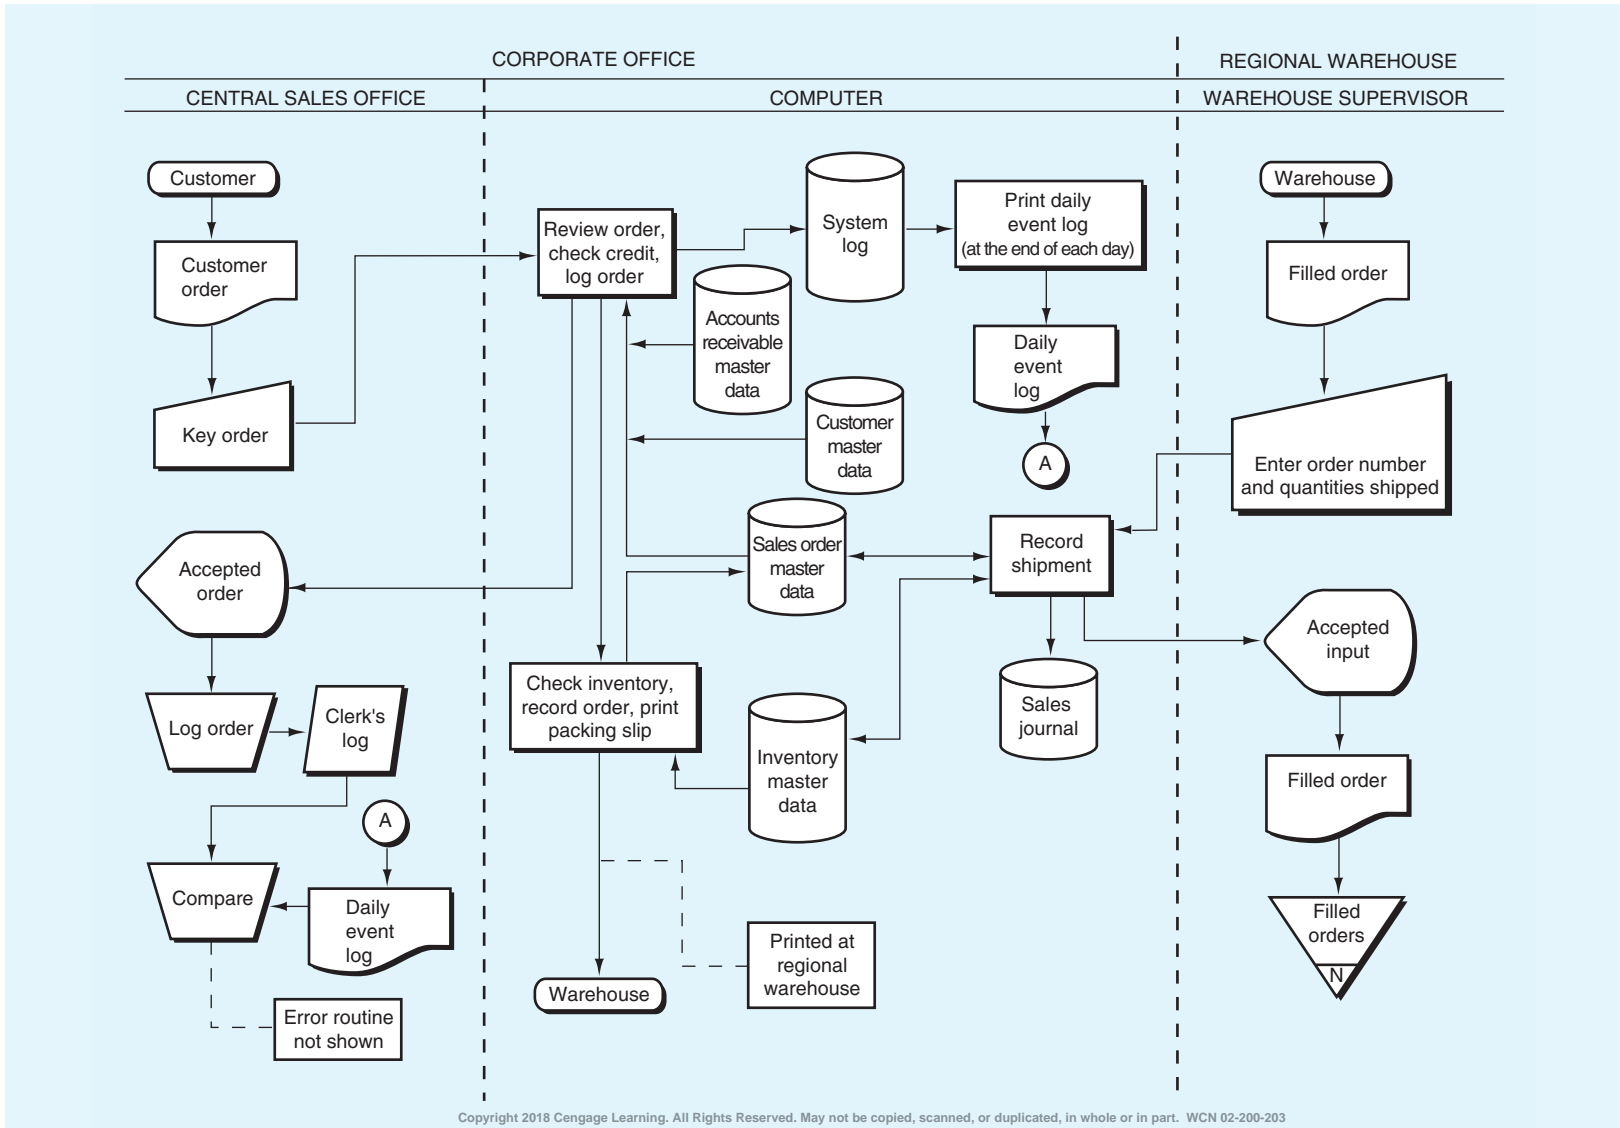 CORPORATE OFFICE
REGIONAL WAREHOUSE
CENTRAL SALES OFFICE
COMPUTER
WAREHOUSE SUPERVISOR
Customer
Customer
order
Key order
Accepted
order
Log order
Clerk's
log
A
Compare
Daily
event
log
Error routine
not shown
Review order,
check credit,
log order
System
log
Print daily
event log
(at the end of each day)
Accounts
receivable
master
data
Daily
event
log
Customer
master
data
A
Sales order
master
data
Record
shipment
Check inventory,
record order, print
packing slip
Inventory
master
data
Sales
journal
Printed at
regional
warehouse
Warehouse
Warehouse
Filled order
Enter order number
and quantities shipped
Accepted
input
Filled order
Filled
orders
N
Copyright 2018 Cengage Learning. All Rights Reserved. May not be copied, scanned, or duplicated, in whole or in part. WCN 02-200-203